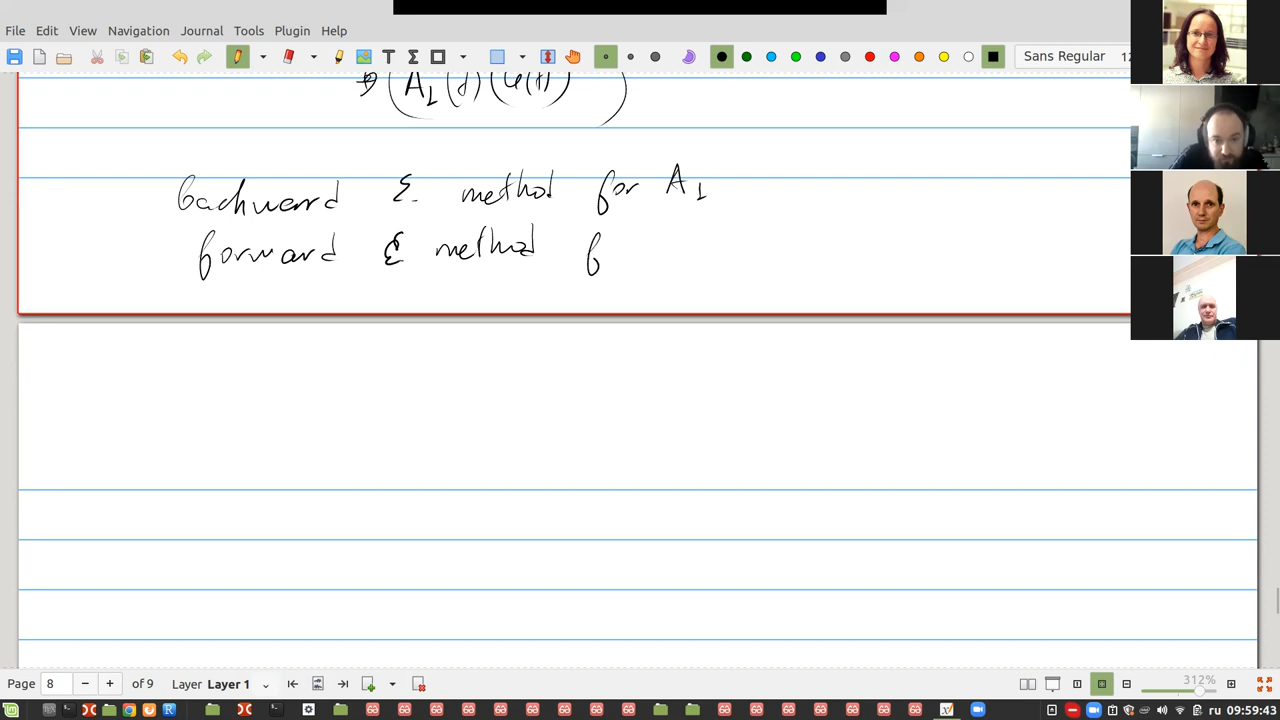 File Edit View Navigation Journal Tools Plugin Help
Sans Regular 12
backward Ɛ method for A₁
forward Ɛ method f
Page 8 of 9 Layer Layer 1 312%
ru 09:59:43